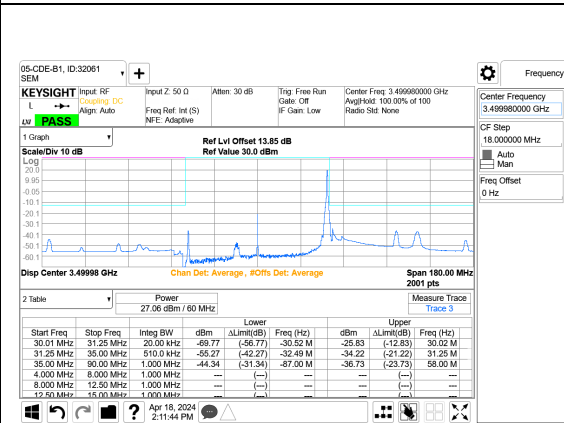 05-CDE-B1, ID:32061
SEM
Frequency
KEYSIGHT Input: RF Input Z: 50 Ω Atten: 30 dB Trig: Free Run Center Freq: 3.499980000 GHz
L Coupling: DC Gate: Off Avg|Hold: 100.00% of 100
Align: Auto Freq Ref: Int (S) IF Gain: Low Radio Std: None
LXI PASS NFE: Adaptive
Center Frequency
3.499980000 GHz
CF Step
18.000000 MHz
Auto
Man
Freq Offset
0 Hz
1 Graph
Scale/Div 10 dB
Ref Lvl Offset 13.85 dB
Ref Value 30.0 dBm
Log
20.0
9.95
-0.05
-10.1
-20.1
-30.1
-40.1
-50.1
-60.1
Disp Center 3.49998 GHz Chan Det: Average , #Offs Det: Average Span 180.00 MHz
2001 pts
2 Table Power Measure Trace
27.06 dBm / 60 MHz Trace 3
Lower Upper
Start Freq Stop Freq Integ BW dBm ΔLimit(dB) Freq (Hz) dBm ΔLimit(dB) Freq (Hz)
30.01 MHz 31.25 MHz 20.00 kHz -69.77 (-56.77) -30.52 M -25.83 (-12.83) 30.02 M
31.25 MHz 35.00 MHz 510.0 kHz -55.27 (-42.27) -32.49 M -34.22 (-21.22) 31.25 M
35.00 MHz 90.00 MHz 1.000 MHz -44.34 (-31.34) -87.00 M -36.73 (-23.73) 58.00 M
4.000 MHz 8.000 MHz 1.000 MHz --- (---) --- --- (---) ---
8.000 MHz 12.50 MHz 1.000 MHz --- (---) --- --- (---) ---
12.50 MHz 15.00 MHz 1.000 MHz --- (---) --- --- (---) ---
Apr 18, 2024
2:11:44 PM